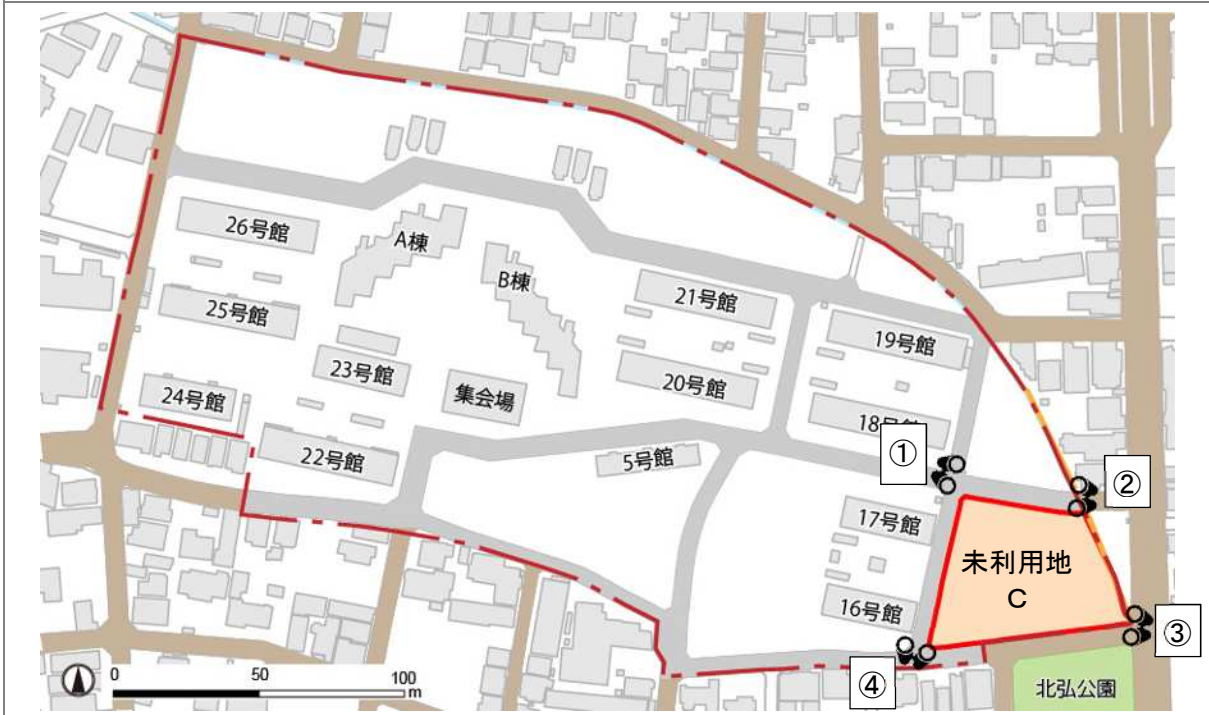 26号館
A棟
B棟
25号館
21号館
19号館
23号館
20号館
24号館
集会場
18号館
22号館
5号館
①
②
17号館
未利用地
C
16号館
③
④
0 50 100
m
北弘公園